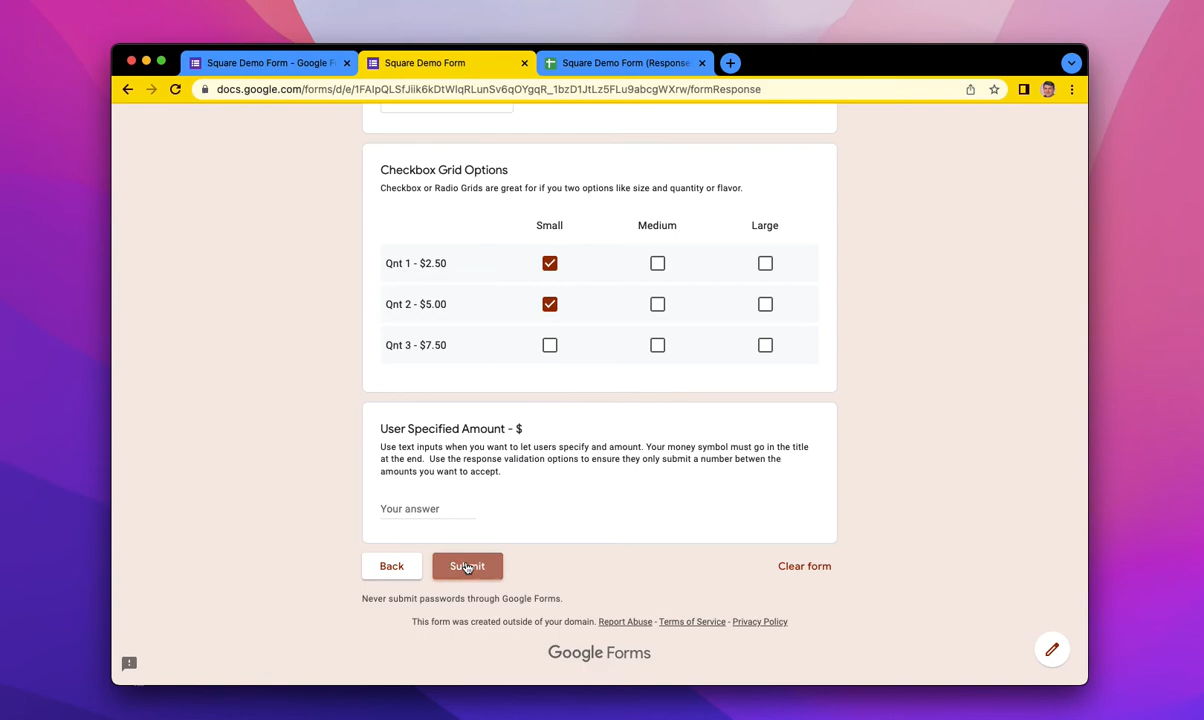 Square Demo Form - Google F
Square Demo Form
Square Demo Form (Response
docs.google.com/forms/d/e/1FAIpQLSfJiik6kDtWlqRLunSv6qOYgqR_1bzD1JtLz5FLu9abcgWXrw/formResponse
Checkbox Grid Options
Checkbox or Radio Grids are great for if you two options like size and quantity or flavor.
Small Medium Large
Qnt 1 - $2.50
Qnt 2 - $5.00
Qnt 3 - $7.50
User Specified Amount - $
Use text inputs when you want to let users specify and amount. Your money symbol must go in the title
at the end. Use the response validation options to ensure they only submit a number betwen the
amounts you want to accept.
Your answer
Back Submit Clear form
Never submit passwords through Google Forms.
This form was created outside of your domain. Report Abuse - Terms of Service - Privacy Policy
Google Forms